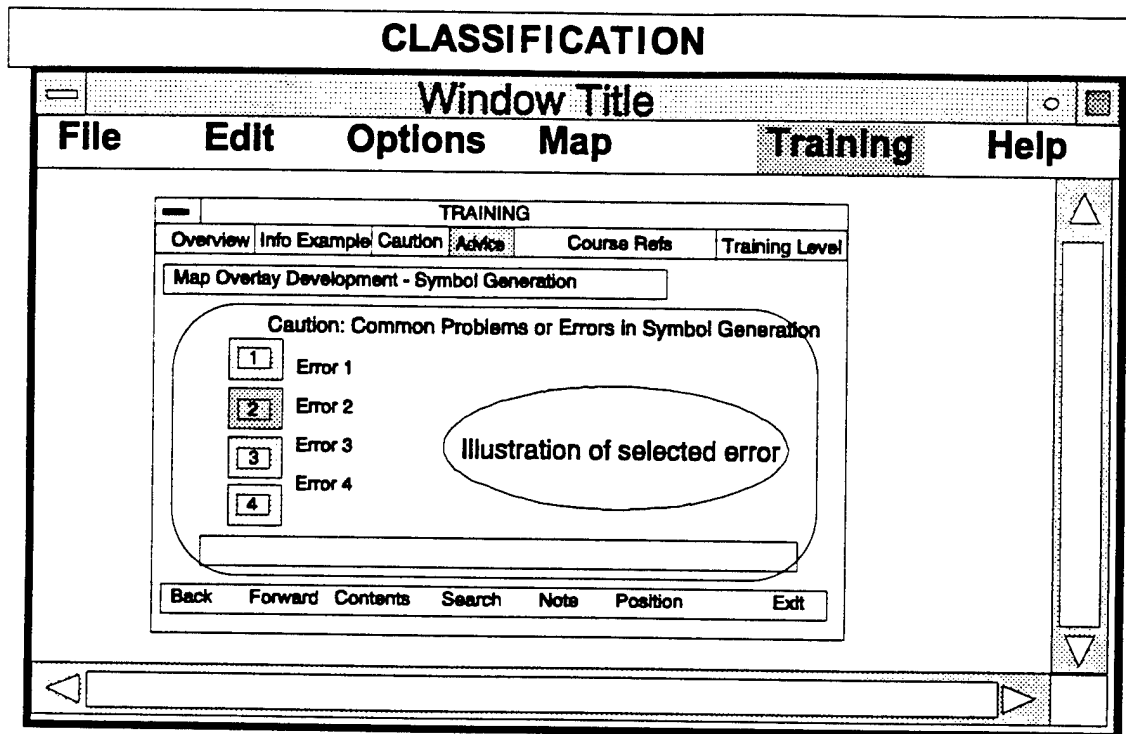 CLASSIFICATION
Window Title
File Edit Options Map Training Help
TRAINING
Overview Info Example Caution Advice Course Refs Training Level
Map Overlay Development - Symbol Generation
Caution: Common Problems or Errors in Symbol Generation
1 Error 1
2 Error 2
3 Error 3
4 Error 4
Illustration of selected error
Back Forward Contents Search Note Position Exit